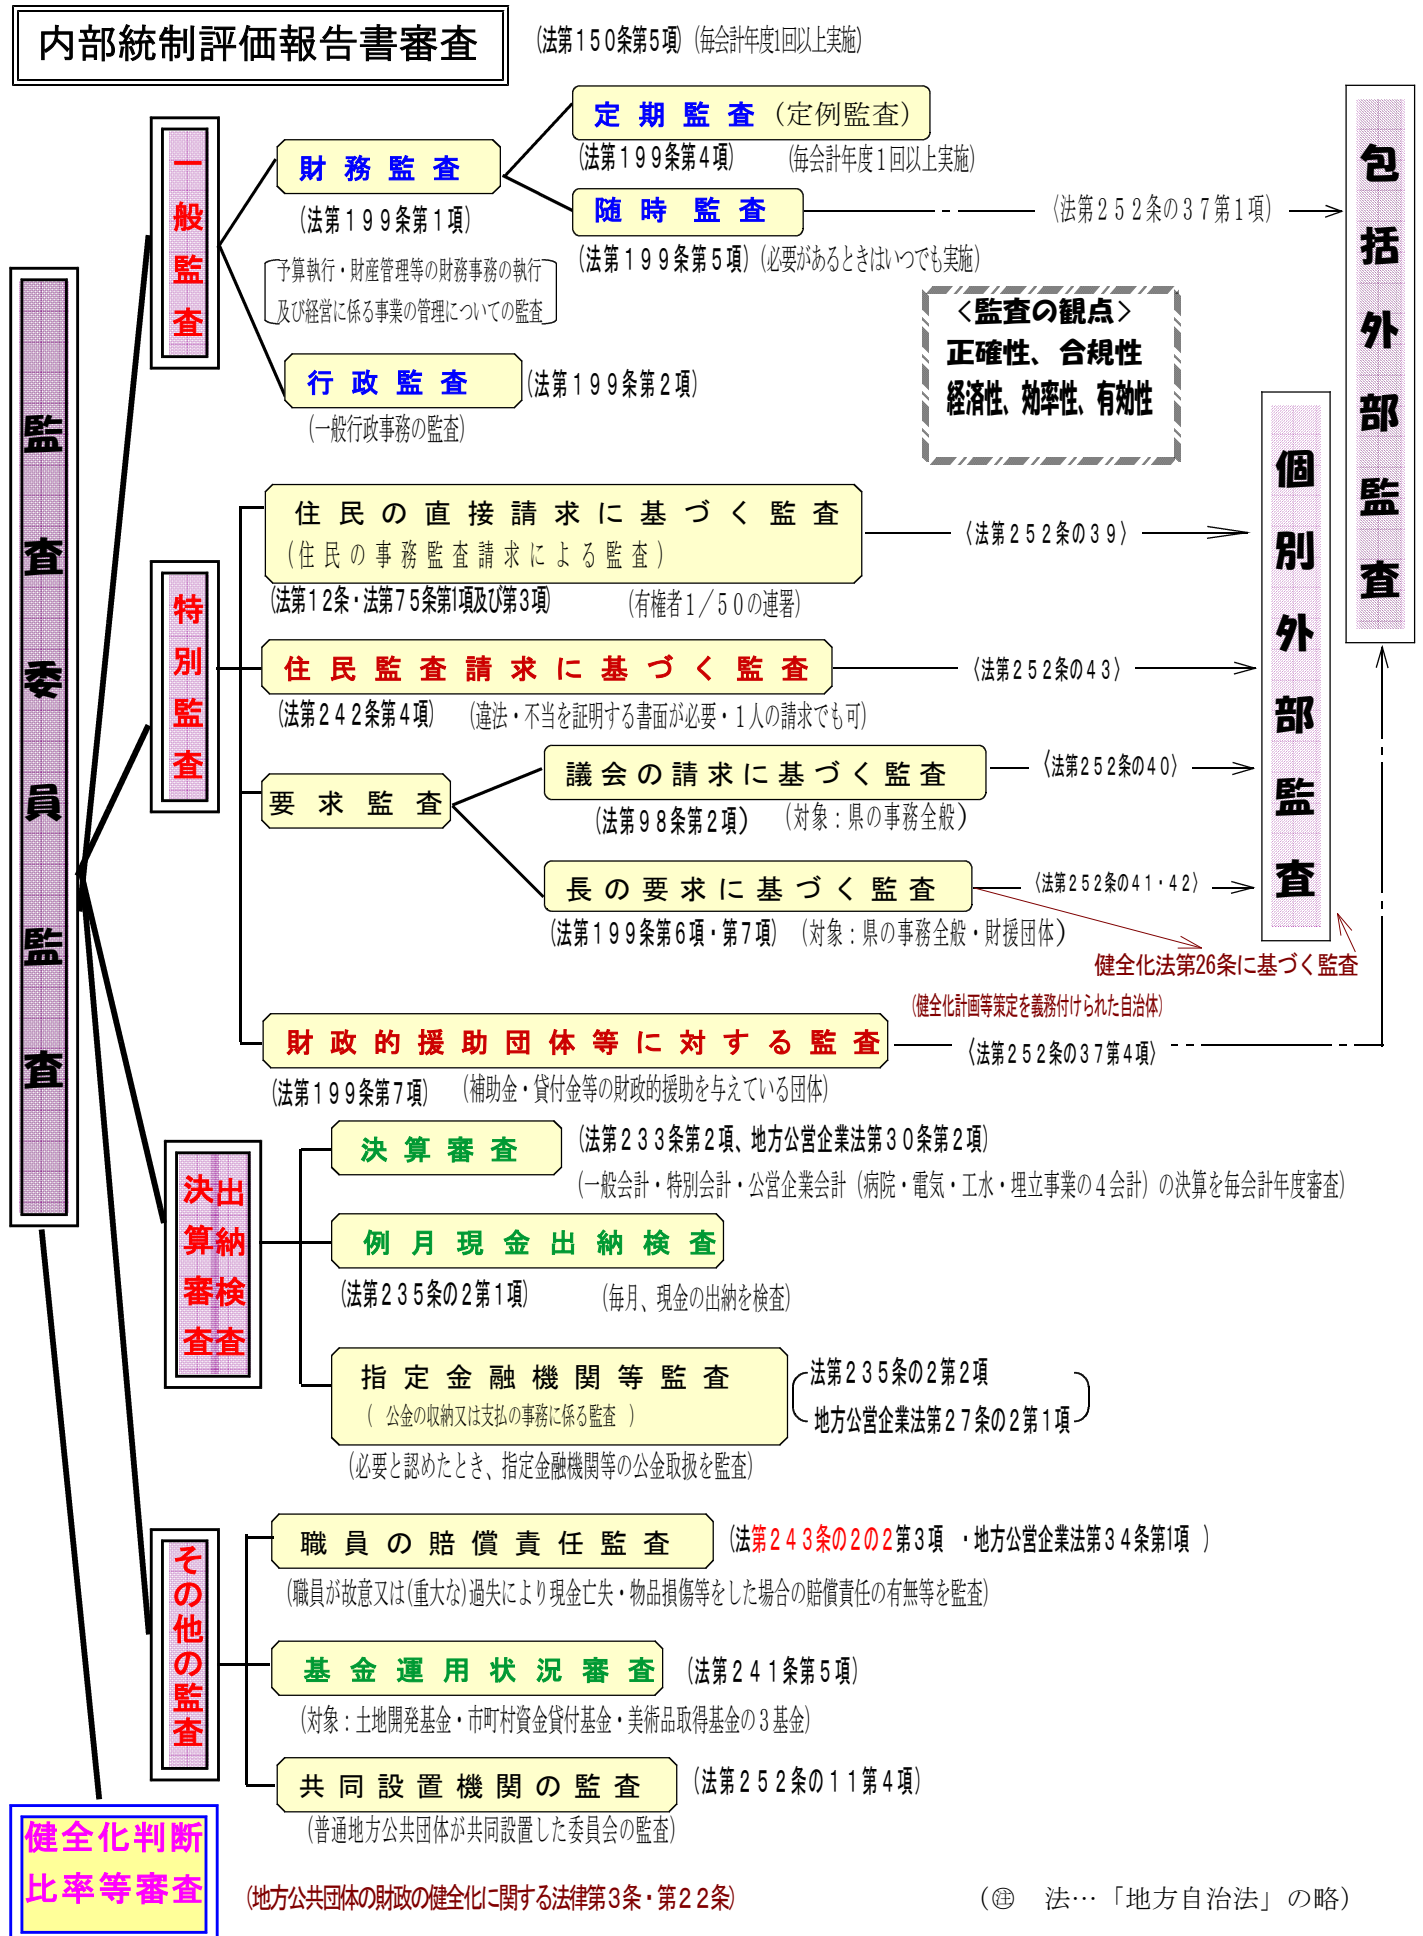 内部統制評価報告書審査
(法第150条第5項)(毎会計年度1回以上実施)
監査委員監査
一般監査
財務監査
(法第199条第1項)
予算執行・財産管理等の財務事務の執行
及び経営に係る事業の管理についての監査
定期監査(定例監査)
(法第199条第4項) (毎会計年度1回以上実施)
随時監査
(法第252条の37第1項)
(法第199条第5項)(必要があるときはいつでも実施)
行政監査
(法第199条第2項)
(一般行政事務の監査)
<監査の観点>
正確性、合規性
経済性、効率性、有効性
包括外部監査
個別外部監査
特別監査
住民の直接請求に基づく監査
(住民の事務監査請求による監査)
〈法第252条の39〉
(法第12条・法第75条第1項及び第3項) (有権者1/50の連署)
住民監査請求に基づく監査
〈法第252の43〉
(法第242条第4項) (違法・不当を証明する書面が必要・1人の請求でも可)
要求監査
議会の請求に基づく監査
〈法第252条の40〉
(法第98条第2項) (対象:県の事務全般)
長の要求に基づく監査
〈法第252条の41・42〉
(法第199条第6項・第7項) (対象:県の事務全般・財援団体)
健全化法第26条に基づく監査
(健全化計画等策定を義務付けられた自治体)
財政的援助団体等に対する監査
〈法第252条の37第4項〉
(法第199条第7項) (補助金・貸付金等の財政的援助を与えている団体)
決算審査
出納検査
決算審査
(法第233条第2項、地方公営企業法第30条第2項)
(一般会計・特別会計・公営企業会計(病院・電気・工水・埋立事業の4会計)の決算を毎会計年度審査)
例月現金出納検査
(法第235条の2第1項) (毎月、現金の出納を検査)
指定金融機関等監査
( 公金の収納又は支払の事務に係る監査 )
法第235条の2第2項
地方公営企業法第27条の2第1項
(必要と認めたとき、指定金融機関等の公金取扱を監査)
その他の監査
職員の賠償責任監査
(法第243条の2の2第3項 ・地方公営企業法第34条第1項 )
(職員が故意又は(重大な)過失により現金亡失・物品損傷等をした場合の賠償責任の有無等を監査)
基金運用状況審査
(法第241条第5項)
(対象:土地開発基金・市町村資金貸付基金・美術品取得基金の3基金)
共同設置機関の監査
(法第252条の11第4項)
(普通地方公共団体が共同設置した委員会の監査)
健全化判断
比率等審査
(地方公共団体の財政の健全化に関する法律第3条・第22条)
(㊟ 法…「地方自治法」の略)